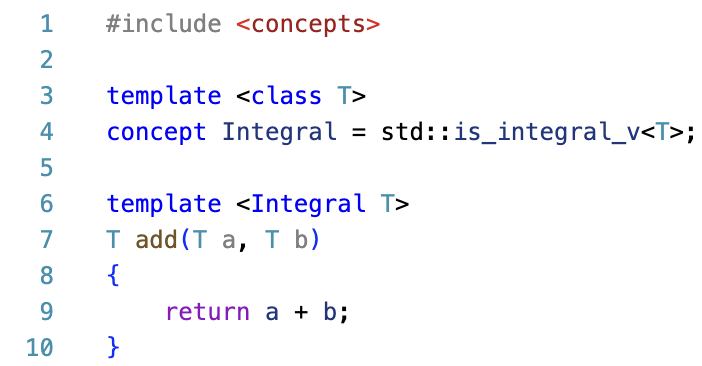 1 #include <concepts>
2
3 template <class T>
4 concept Integral = std::is_integral_v<T>;
5
6 template <Integral T>
7 T add(T a, T b)
8 {
9     return a + b;
10 }